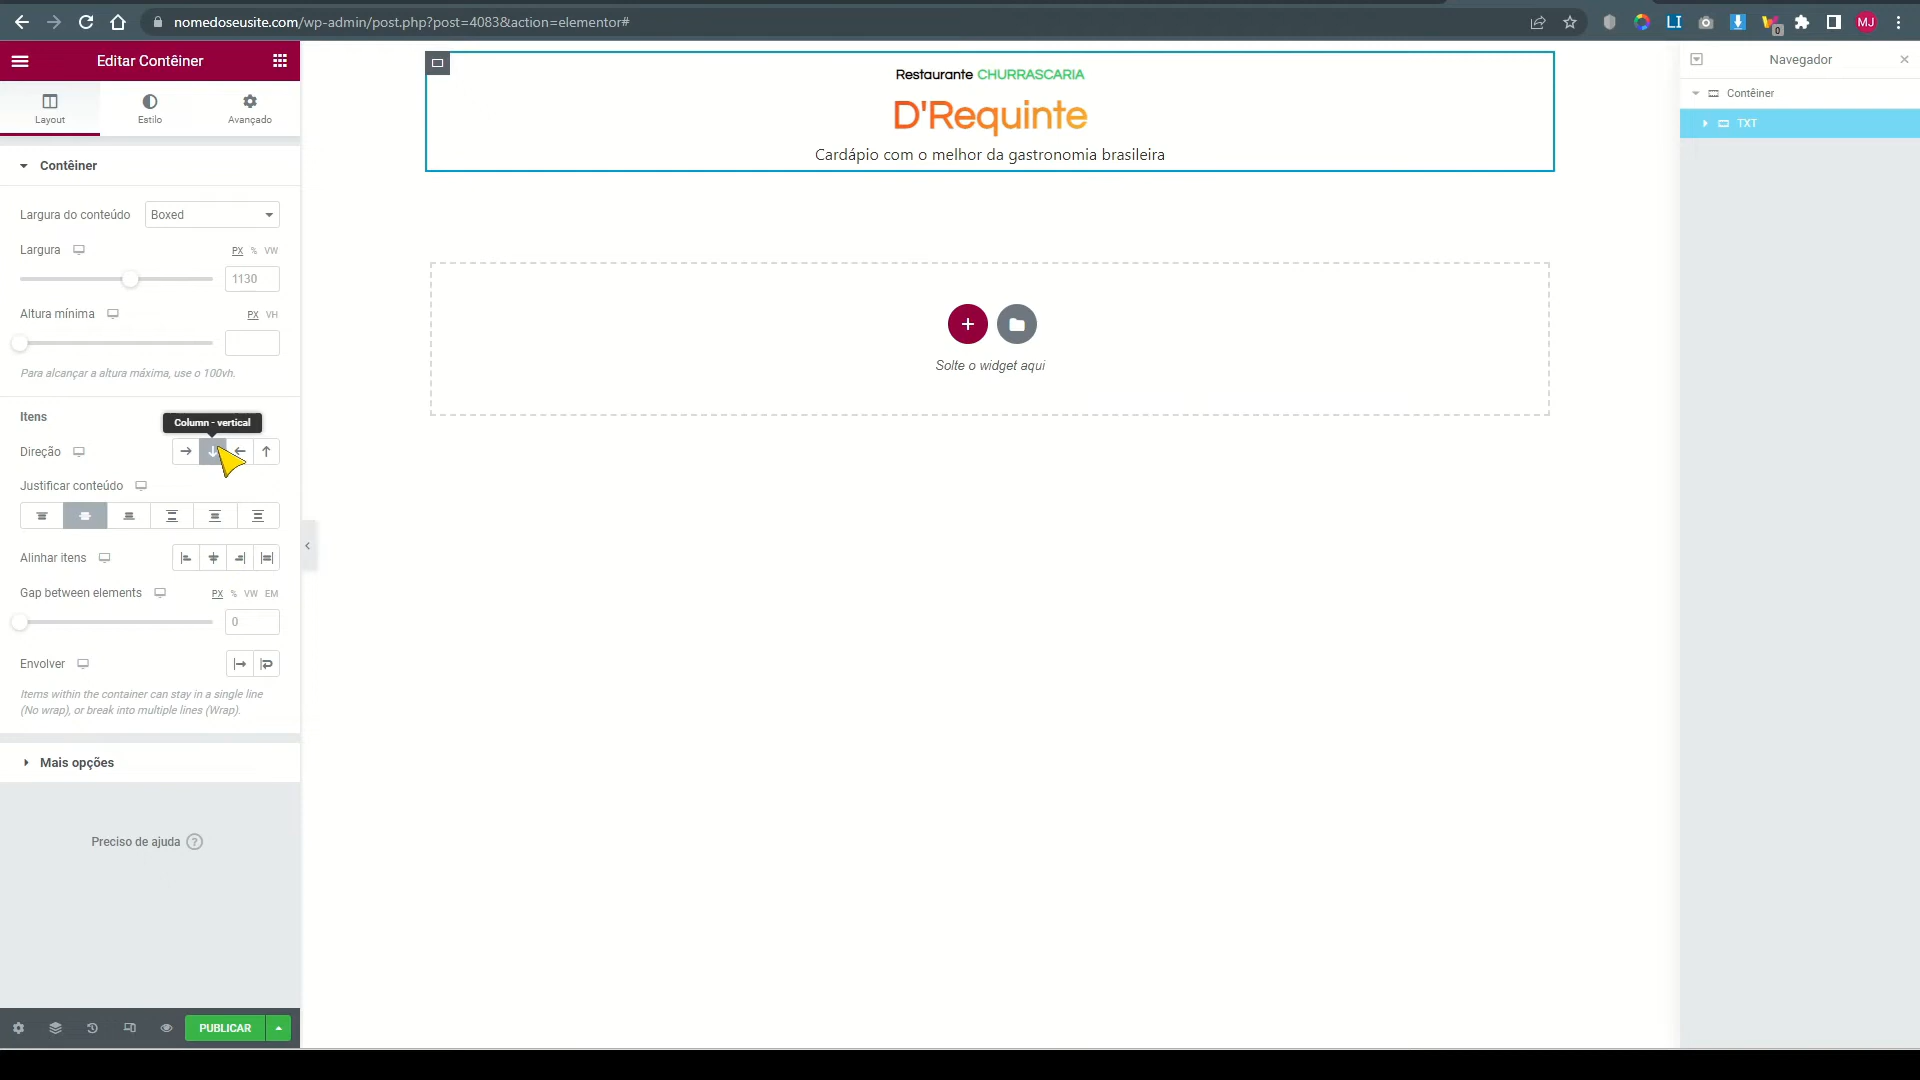 nomedoseusite.com/wp-admin/post.php?post=4083&action=elementor#
LI
0
MJ
Editar Contêiner
Layout
Estilo
Avançado
Contêiner
Largura do conteúdo
Boxed
Largura
PX % VW
1130
Altura mínima
PX VH
Para alcançar a altura máxima, use o 100vh.
Itens
Column - vertical
Direção
Justificar conteúdo
Alinhar itens
Gap between elements
PX % VW EM
0
Envolver
Items within the container can stay in a single line
(No wrap), or break into multiple lines (Wrap).
Mais opções
Preciso de ajuda ?
PUBLICAR
Restaurante CHURRASCARIA
D'Requinte
Cardápio com o melhor da gastronomia brasileira
Solte o widget aqui
Navegador
Contêiner
TXT